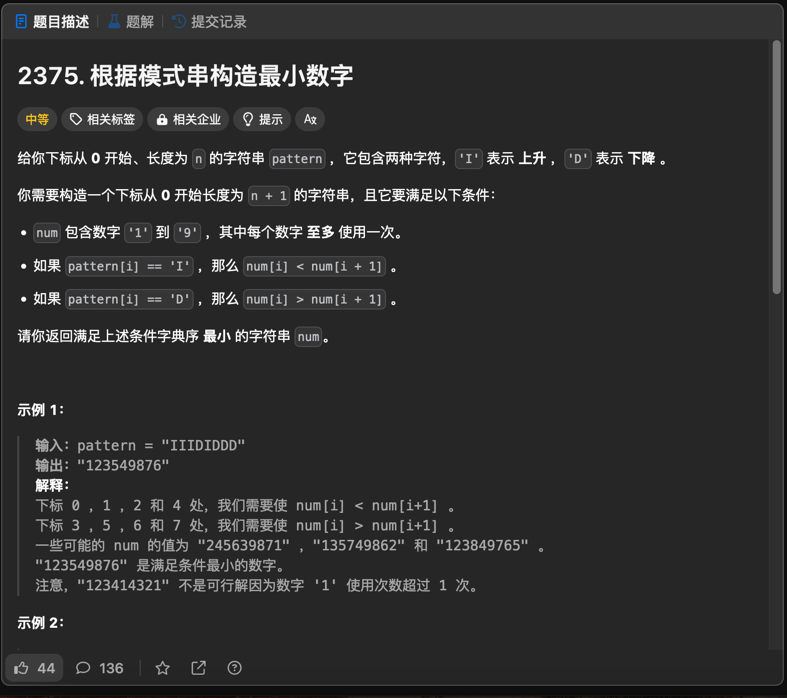 题目描述 题解 提交记录
2375. 根据模式串构造最小数字
中等 相关标签 相关企业 提示
给你下标从 0 开始、长度为 n 的字符串 pattern ，它包含两种字符，'I' 表示 上升 ，'D' 表示 下降 。
你需要构造一个下标从 0 开始长度为 n + 1 的字符串，且它要满足以下条件：
• num 包含数字 '1' 到 '9' ，其中每个数字 至多 使用一次。
• 如果 pattern[i] == 'I' ，那么 num[i] < num[i + 1] 。
• 如果 pattern[i] == 'D' ，那么 num[i] > num[i + 1] 。
请你返回满足上述条件字典序 最小 的字符串 num。
示例 1：
输入：pattern = "IIIDIDDD"
输出："123549876"
解释：
下标 0 ，1 ，2 和 4 处，我们需要使 num[i] < num[i+1] 。
下标 3 ，5 ，6 和 7 处，我们需要使 num[i] > num[i+1] 。
一些可能的 num 的值为 "245639871" ，"135749862" 和 "123849765" 。
"123549876" 是满足条件最小的数字。
注意，"123414321" 不是可行解因为数字 '1' 使用次数超过 1 次。
示例 2：
44 136